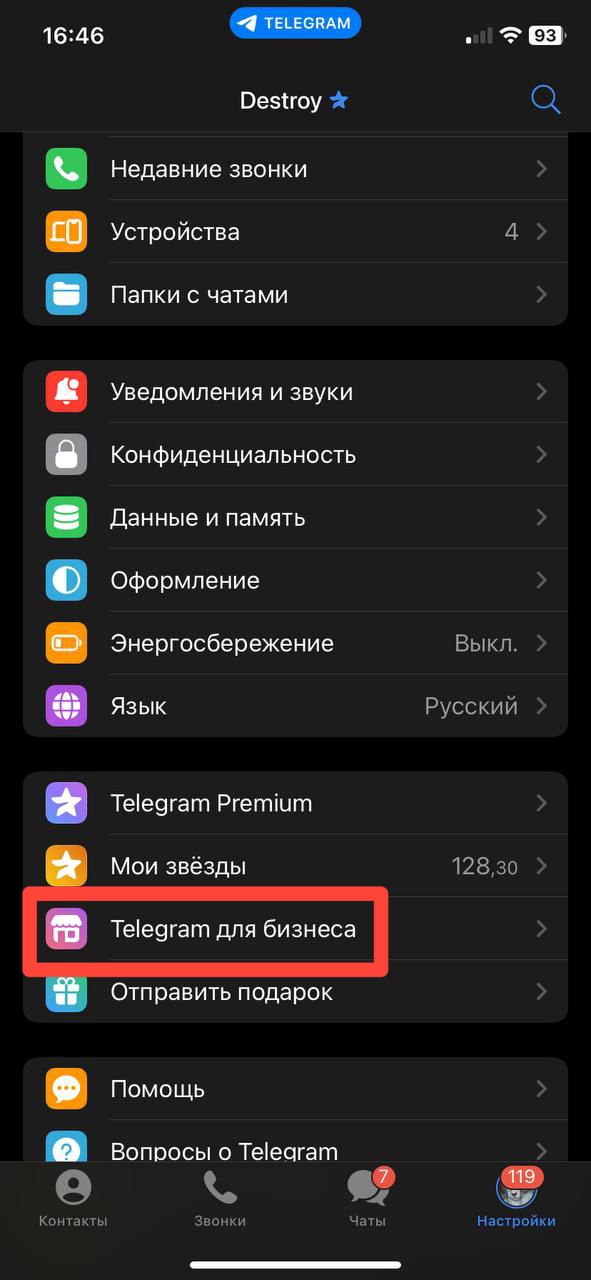 16:46
TELEGRAM
93
Destroy
Недавние звонки
Устройства 4
Папки с чатами
Уведомления и звуки
Конфиденциальность
Данные и память
Оформление
Энергосбережение Выкл.
Язык Русский
Telegram Premium
Мои звёзды 128,30
Telegram для бизнеса
Отправить подарок
Помощь
Вопросы о Telegram
7
119
Контакты
Звонки
Чаты
Настройки